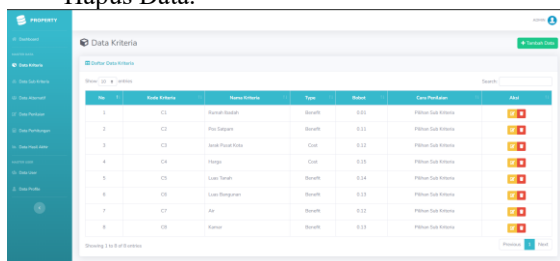 Hapus Data.
PROPERTY
ADMIN
Dashboard
Data Kriteria
+ Tambah Data
MASTER DATA
Data Kriteria
Daftar Data Kriteria
Data Sub Kriteria
Show 10 entries Search:
Data Alternatif
No Kode Kriteria Nama Kriteria Type Bobot Cara Penilaian Aksi
Data Penilaian
1 C1 Rumah Ibadah Benefit 0.01 Pilihan Sub Kriteria
Data Perhitungan
2 C2 Pos Satpam Benefit 0.11 Pilihan Sub Kriteria
Data Hasil Akhir
3 C3 Jarak Pusat Kota Cost 0.12 Pilihan Sub Kriteria
MASTER USER
4 C4 Harga Cost 0.15 Pilihan Sub Kriteria
Data User
5 C5 Luas Tanah Benefit 0.14 Pilihan Sub Kriteria
Data Profile
6 C6 Luas Bangunan Benefit 0.13 Pilihan Sub Kriteria
7 C7 Air Benefit 0.12 Pilihan Sub Kriteria
8 C8 Kamar Benefit 0.13 Pilihan Sub Kriteria
Showing 1 to 8 of 8 entries
Previous 1 Next